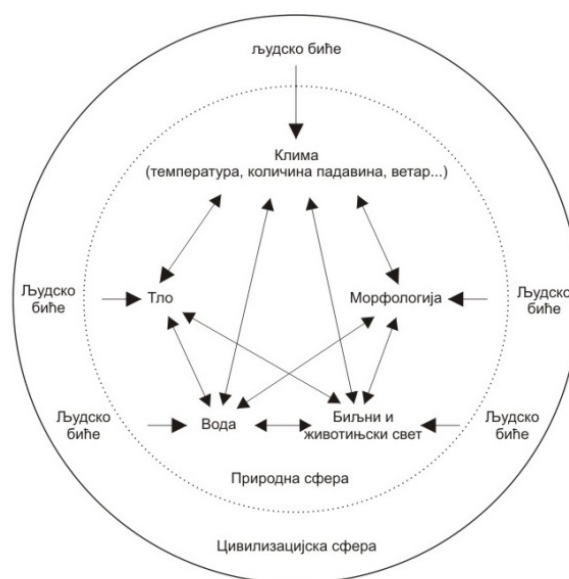 људско биће
Клима
(температура, количина падавина, ветар...)
Људско
биће
Тло
Морфологија
Људско
биће
Људско
биће
Вода
Биљни и
животињски свет
Људско
биће
Природна сфера
Цивилизацијска сфера